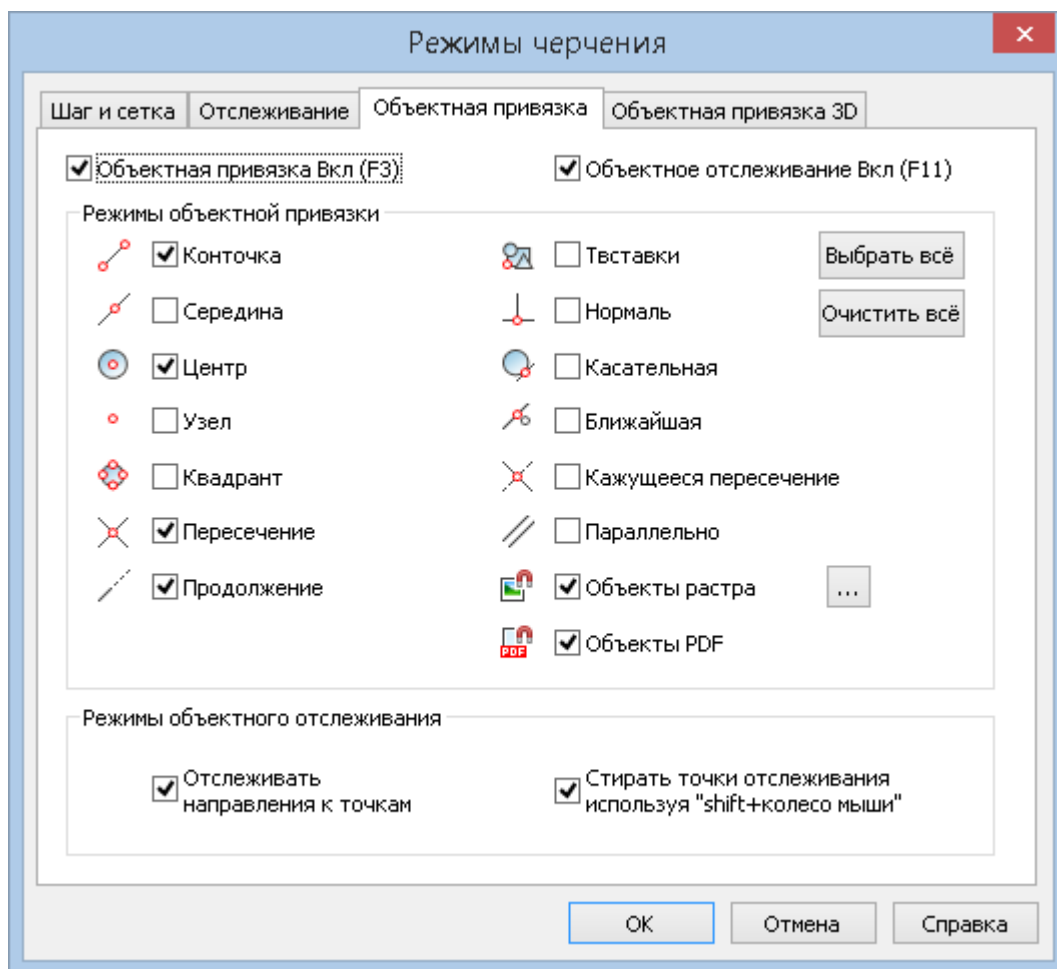 Режимы черчения
Шаг и сетка Отслеживание Объектная привязка Объектная привязка 3D
Объектная привязка Вкл (F3) Объектное отслеживание Вкл (F11)
Режимы объектной привязки
Конточка Твставки Выбрать всё
Середина Нормаль Очистить всё
Центр Касательная
Узел Ближайшая
Квадрант Кажущееся пересечение
Пересечение Параллельно
Продолжение Объекты растра ...
PDF Объекты PDF
Режимы объектного отслеживания
Отслеживать Стирать точки отслеживания
направления к точкам используя "shift+колесо мыши"
OK Отмена Справка